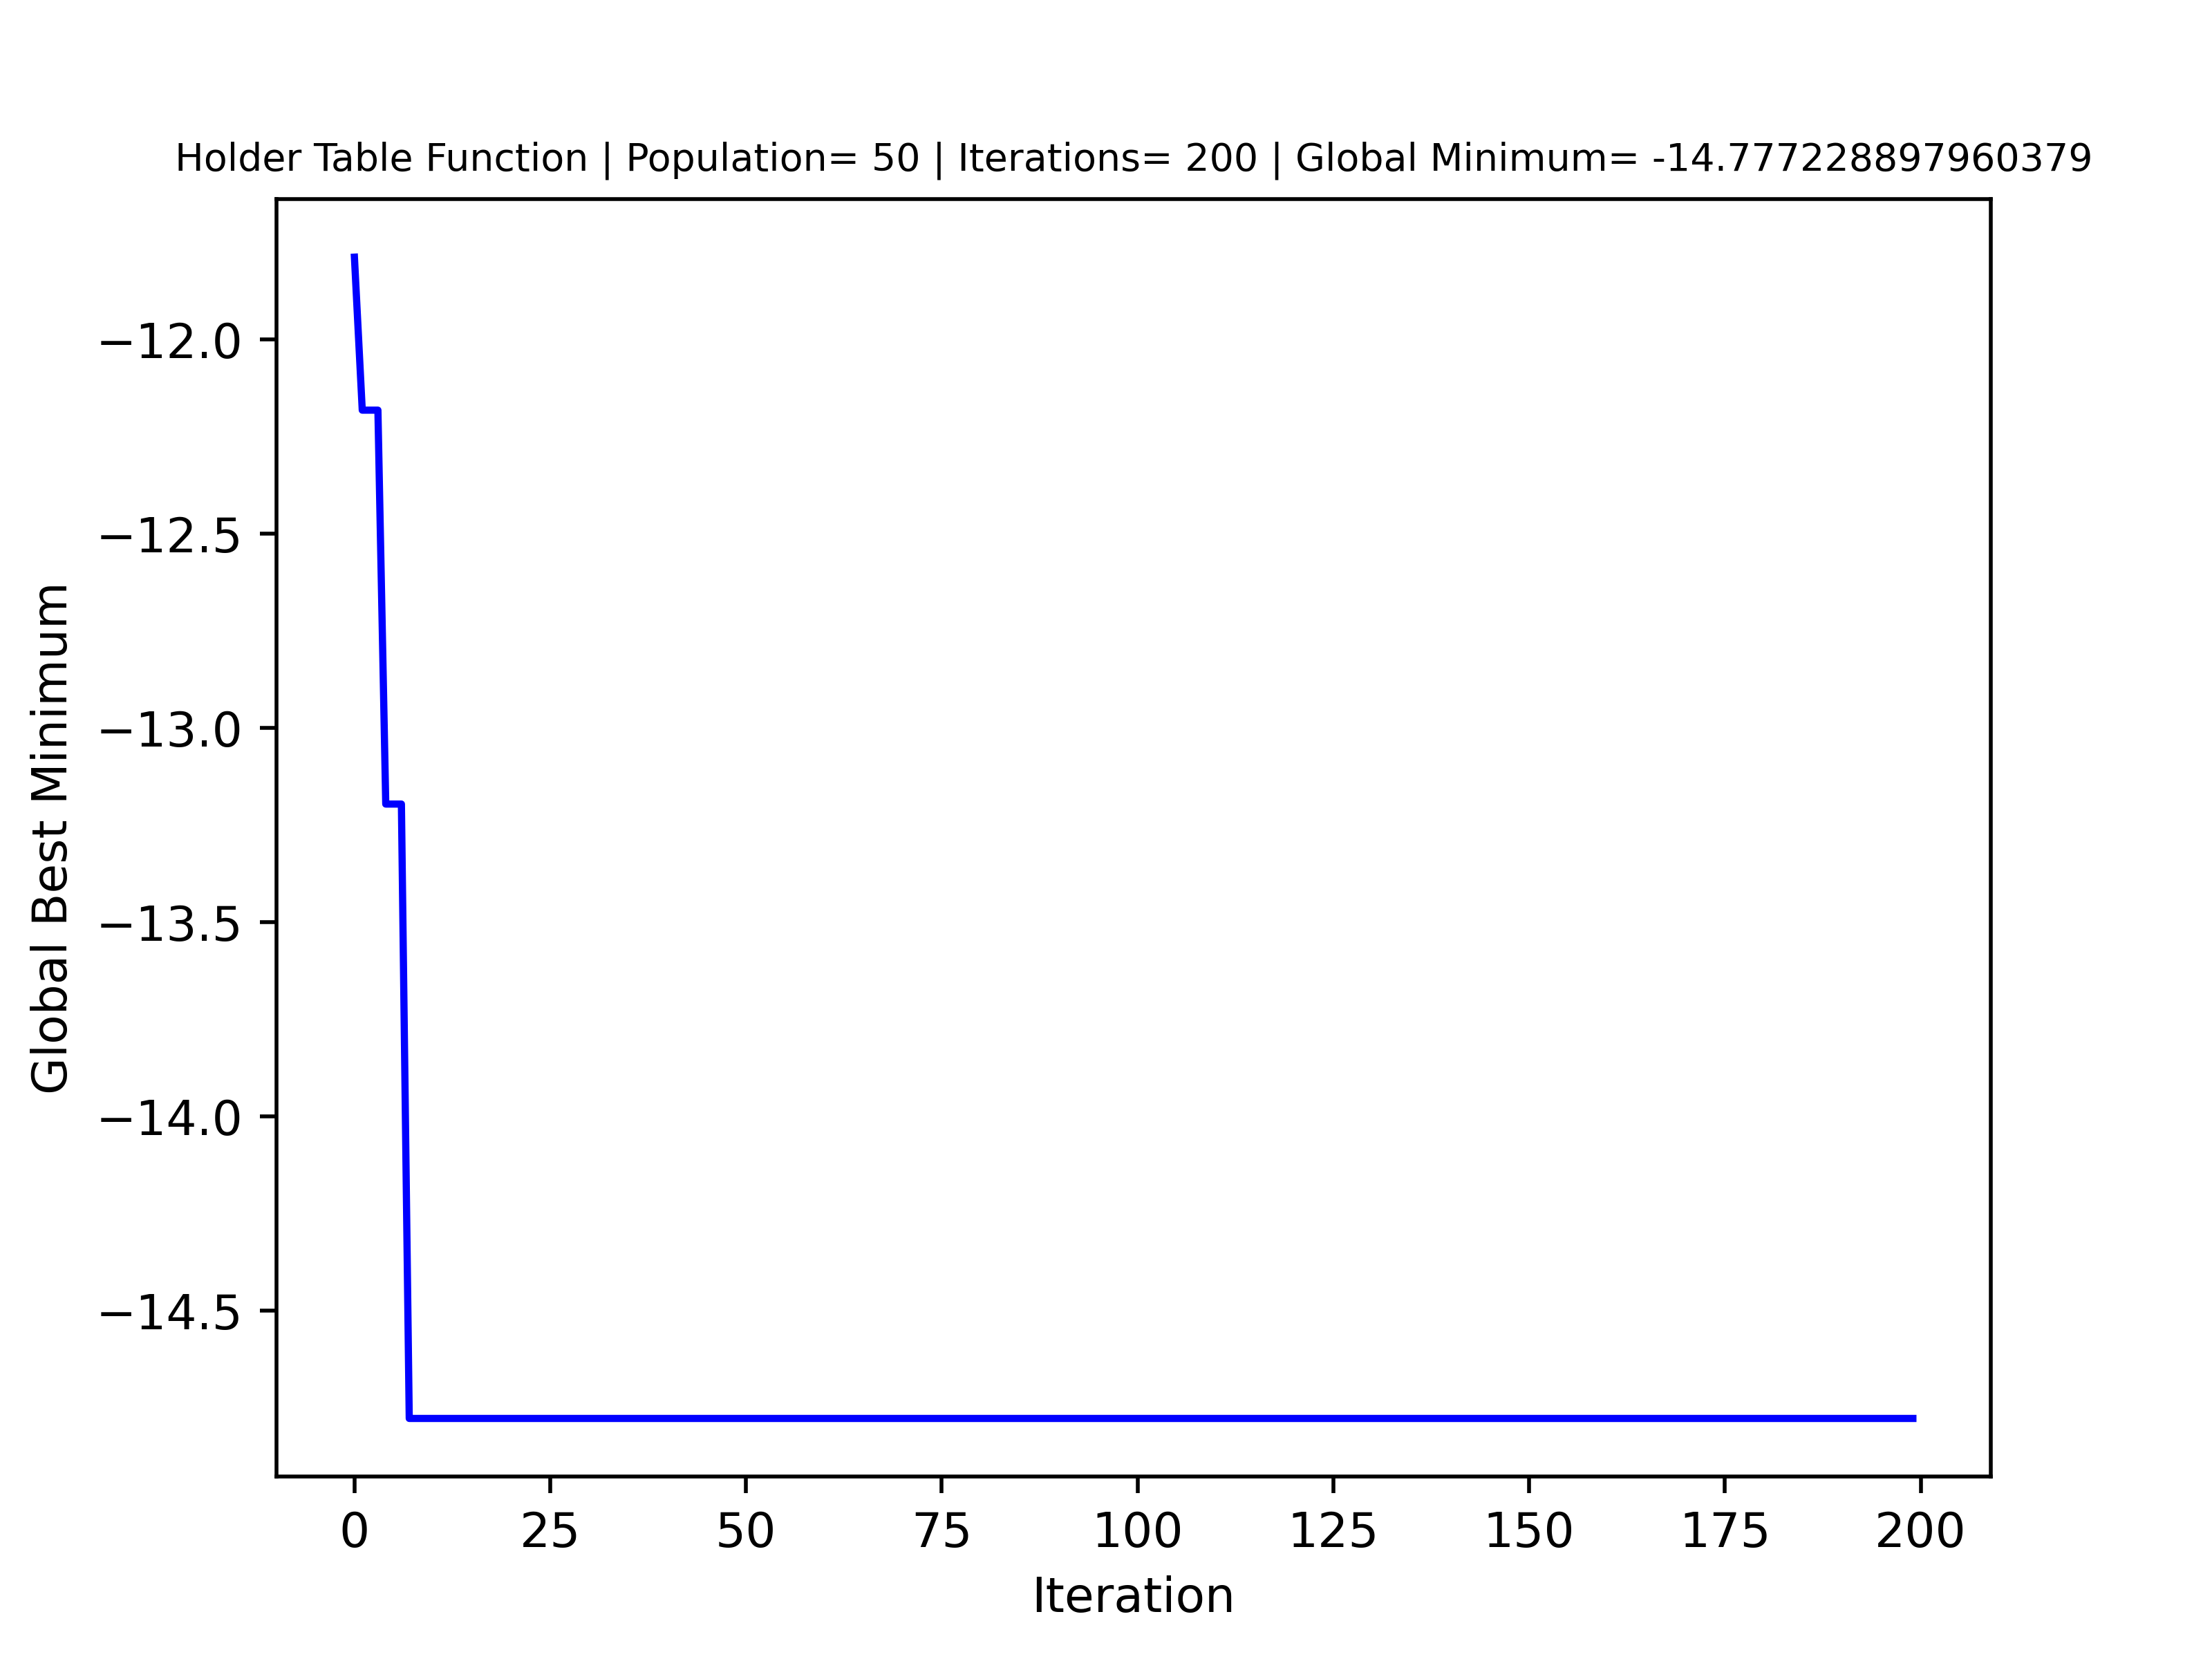 Holder Table Function | Population= 50 | Iterations= 200 | Global Minimum= -14.777228897960379
Global Best Minimum
−12.0
−12.5
−13.0
−13.5
−14.0
−14.5
0 25 50 75 100 125 150 175 200
Iteration